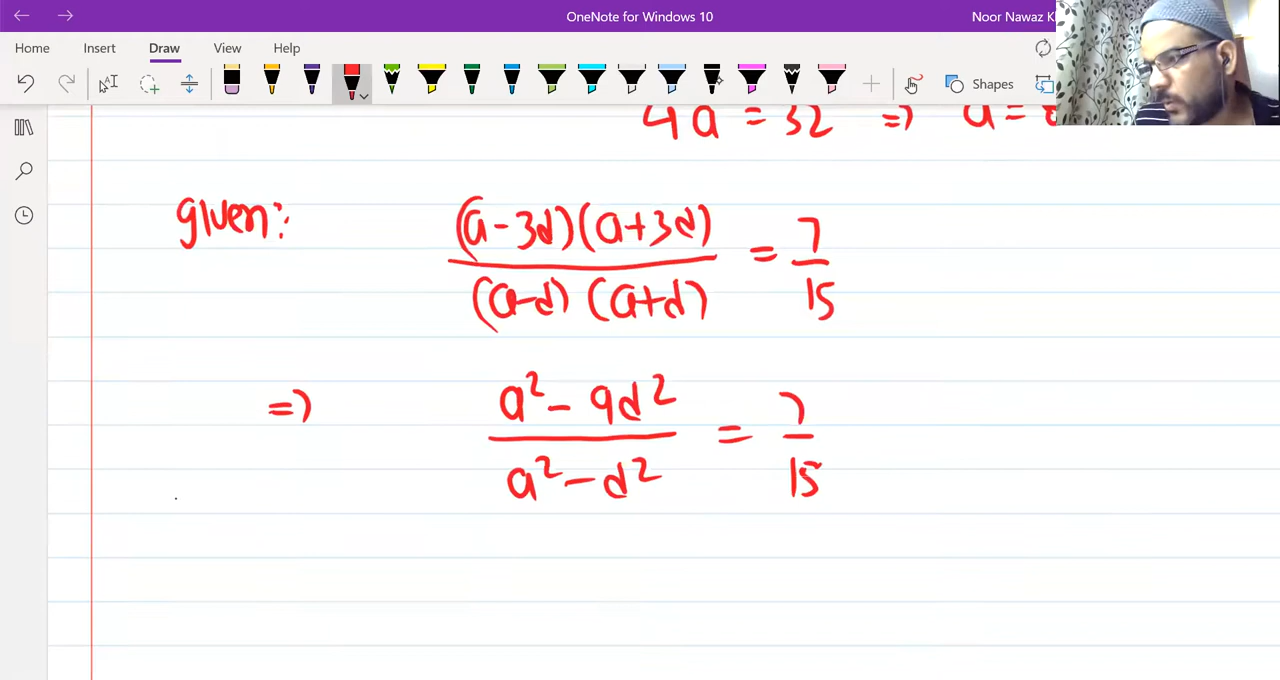 OneNote for Windows 10
Noor Nawaz
Home Insert Draw View Help
Shapes
4a = 32 => a =
given:
(a-3d)(a+3d) / (a-d)(a+d) = 7/15
=> a² - 9d² / a² - d² = 7/15